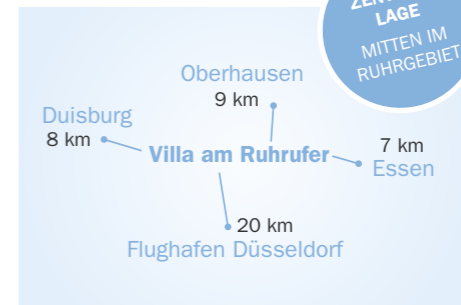 LAGE
MITTEN IM
RUHRGEBIET
Oberhausen
9 km
Duisburg
8 km
Villa am Ruhrufer
7 km
Essen
20 km
Flughafen Düsseldorf